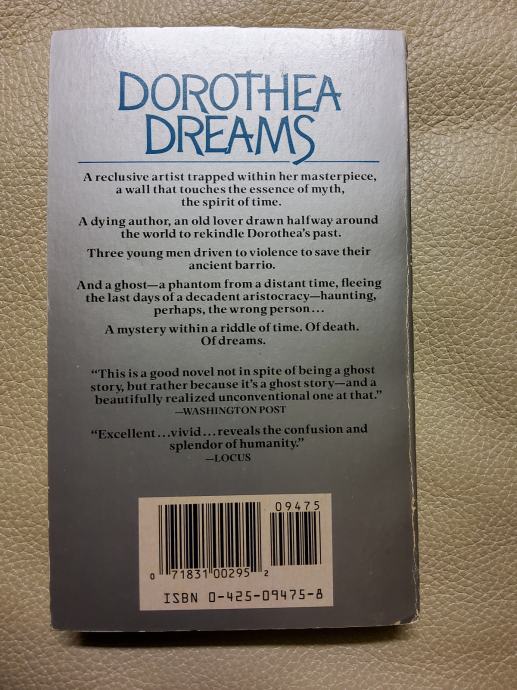 DOROTHEA
DREAMS
A reclusive artist trapped within her masterpiece,
a wall that touches the essence of myth,
the spirit of time.
A dying author, an old lover drawn halfway around
the world to rekindle Dorothea's past.
Three young men driven to violence to save their
ancient barrio.
And a ghost—a phantom from a distant time, fleeing
the last days of a decadent aristocracy—haunting,
perhaps, the wrong person...
A mystery within a riddle of time. Of death.
Of dreams.
“This is a good novel not in spite of being a ghost
story, but rather because it's a ghost story—and a
beautifully realized unconventional one at that.”
—WASHINGTON POST
“Excellent...vivid...reveals the confusion and
splendor of humanity.”
—LOCUS
09475
0 71831 00295 2
ISBN 0-425-09475-8